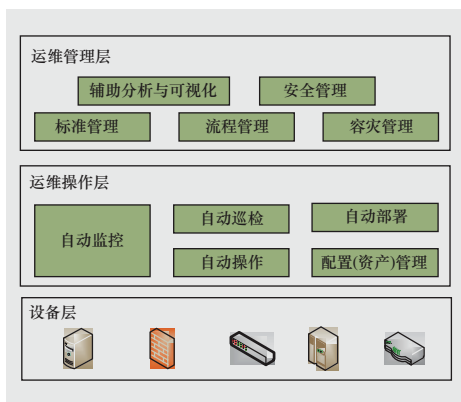 运维管理层
辅助分析与可视化 安全管理
标准管理 流程管理 容灾管理
运维操作层
自动监控
自动巡检 自动部署
自动操作 配置(资产)管理
设备层